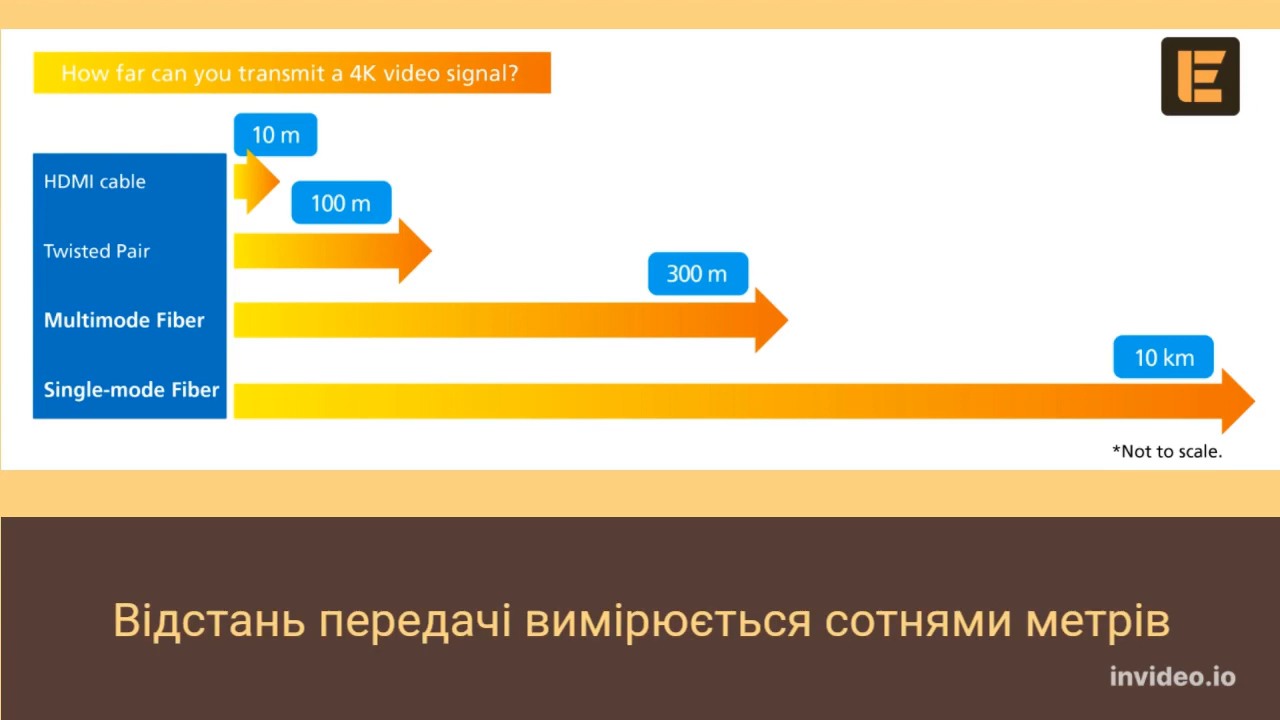 How far can you transmit a 4K video signal?
10 m
HDMI cable
100 m
Twisted Pair
300 m
Multimode Fiber
10 km
Single-mode Fiber
*Not to scale.
Відстань передачі вимірюється сотнями метрів
invideo.io